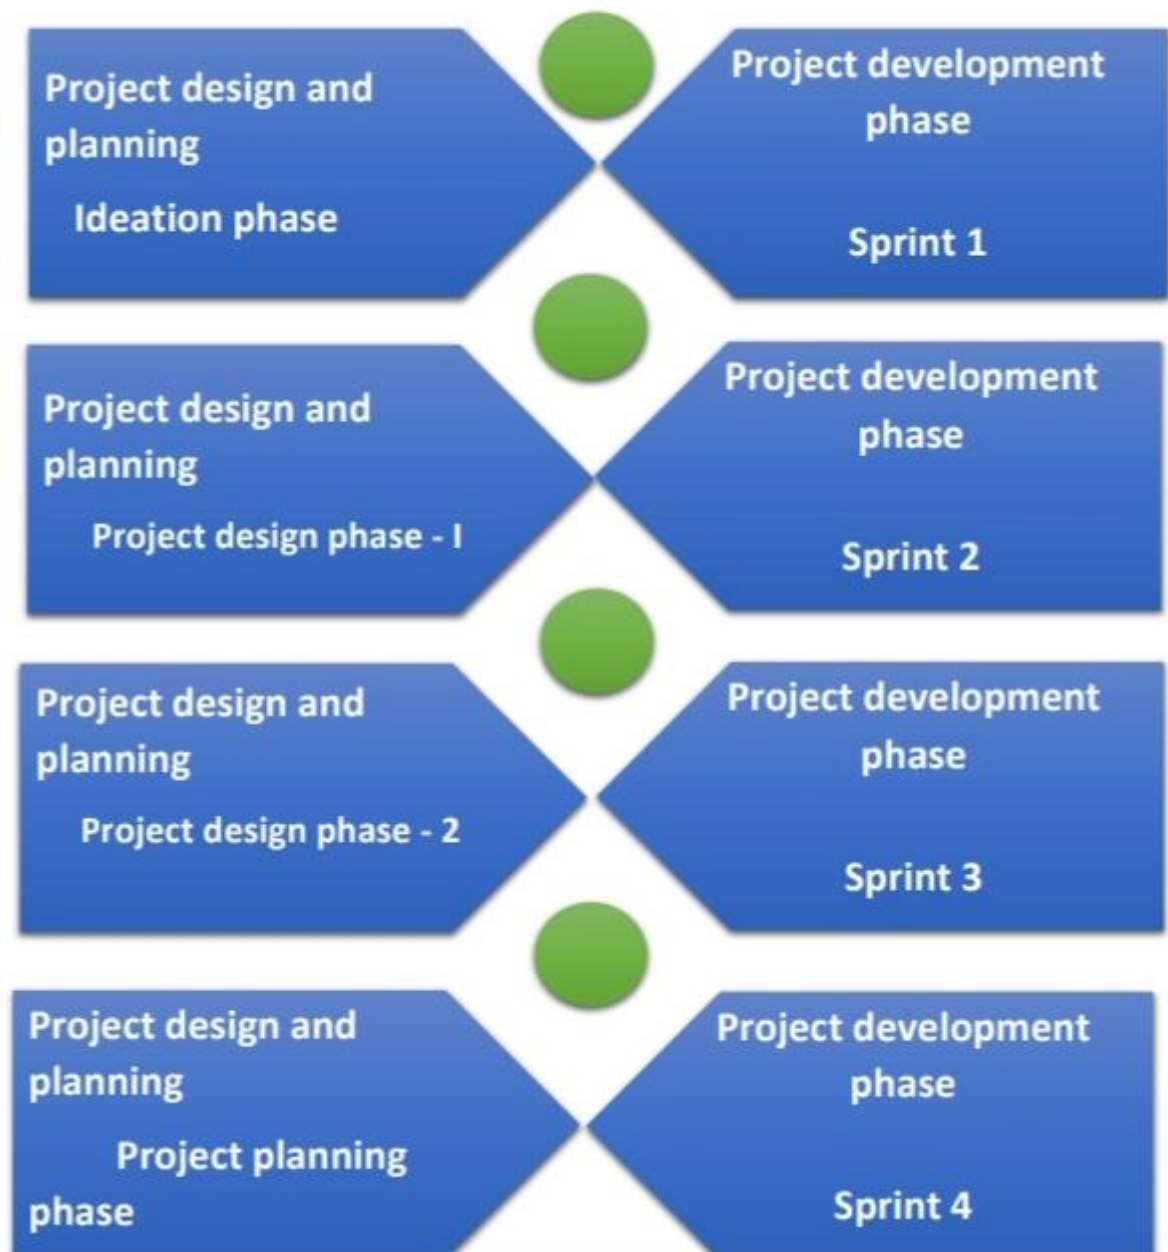 Project design and
planning
Ideation phase
Project development
phase
Sprint 1
Project design and
planning
Project design phase - I
Project development
phase
Sprint 2
Project design and
planning
Project design phase - 2
Project development
phase
Sprint 3
Project design and
planning
Project planning
phase
Project development
phase
Sprint 4